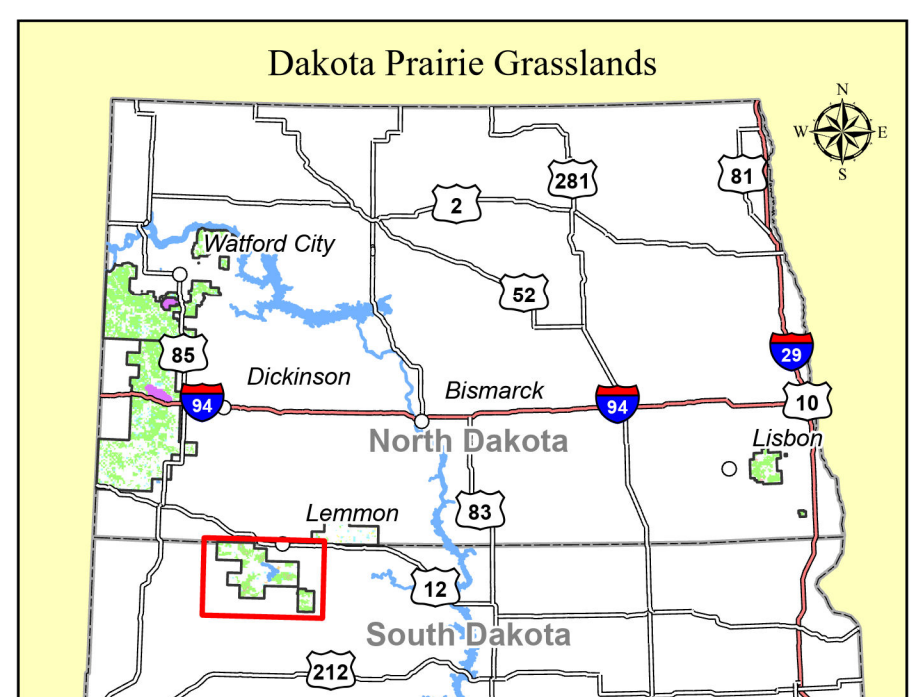 Dakota Prairie Grasslands
N
W
E
S
281
81
2
Watford City
52
85
29
Dickinson
Bismarck
94
94
10
North Dakota
Lisbon
Lemmon
83
12
South Dakota
212